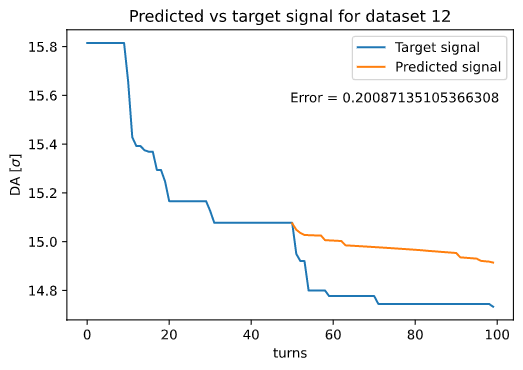 Predicted vs target signal for dataset 12
DA [σ]
15.8
15.6
15.4
15.2
15.0
14.8
Target signal
Predicted signal
Error = 0.20087135105366308
0 20 40 60 80 100
turns